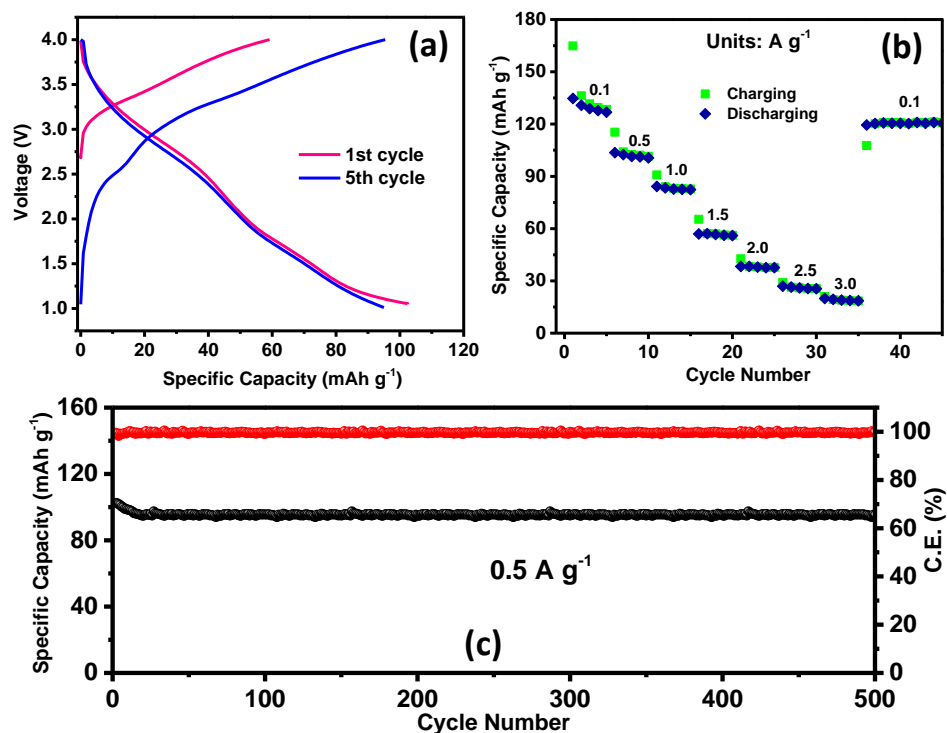 (a)
4.0
3.5
3.0
2.5
2.0
1.5
1.0
Voltage (V)
1st cycle
5th cycle
0 20 40 60 80 100 120
Specific Capacity (mAh g⁻¹)
(b)
Units: A g⁻¹
180
150
120
90
60
30
0
Specific Capacity (mAh g⁻¹)
Charging
Discharging
0.1
0.5
1.0
1.5
2.0
2.5
3.0
0.1
0 10 20 30 40
Cycle Number
160
120
80
40
0
Specific Capacity (mAh g⁻¹)
0.5 A g⁻¹
(c)
100
80
60
40
20
0
C.E. (%)
0 100 200 300 400 500
Cycle Number